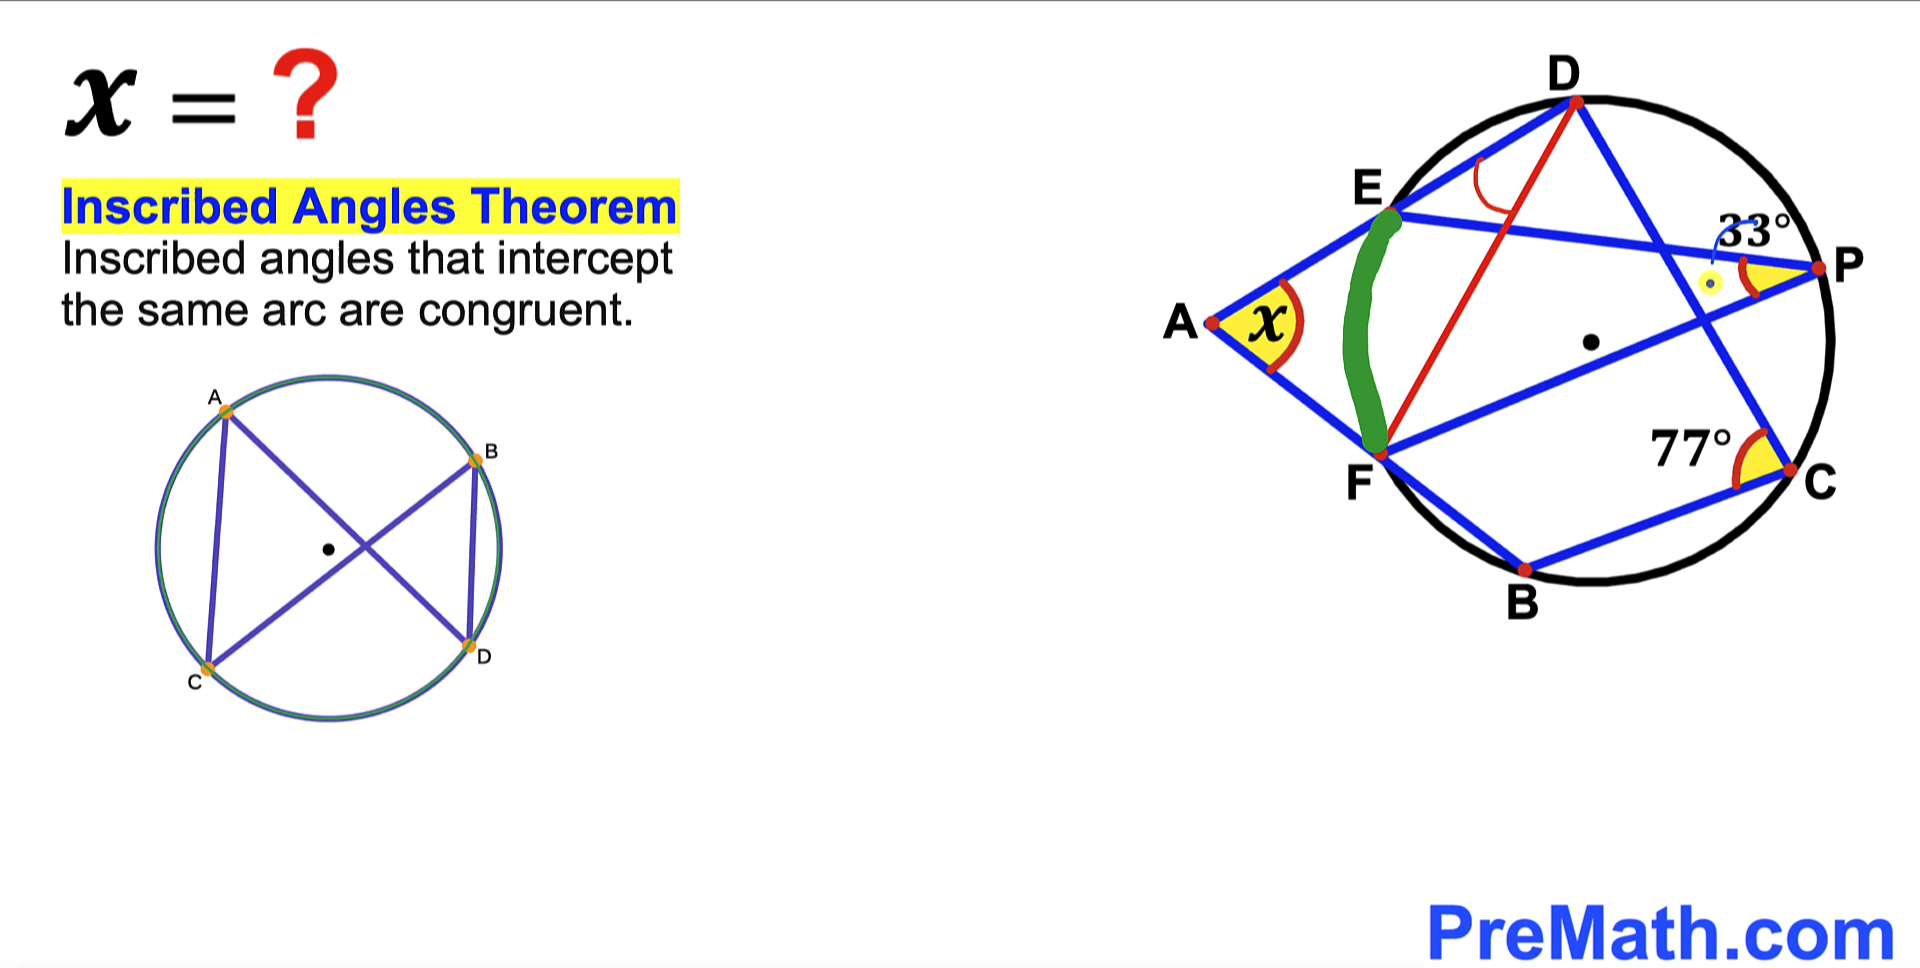 x = ?
Inscribed Angles Theorem
Inscribed angles that intercept
the same arc are congruent.
A
B
C
D
D
E
33°
P
A
x
77°
F
C
B
PreMath.com